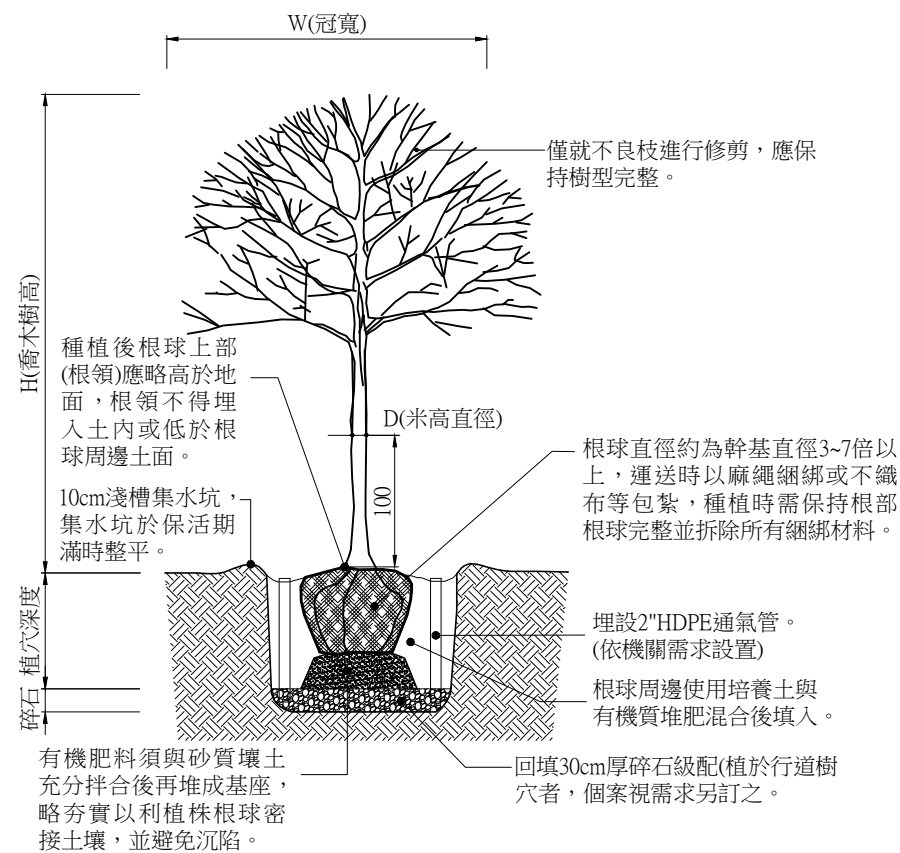 W(冠寬)
僅就不良枝進行修剪，應保
持樹型完整。
H(喬木樹高)
種植後根球上部
(根領)應略高於地
面，根領不得埋
入土內或低於根
球周邊土面。
D(米高直徑)
100
根球直徑約為幹基直徑3~7倍以
上，運送時以麻繩綑綁或不織
布等包紮，種植時需保持根部
根球完整並拆除所有綑綁材料。
10cm淺槽集水坑，
集水坑於保活期
滿時整平。
植穴深度
碎石
埋設2"HDPE通氣管。
(依機關需求設置)
根球周邊使用培養土與
有機質堆肥混合後填入。
有機肥料須與砂質壤土
充分拌合後再堆成基座，
略夯實以利植株根球密
接土壤，並避免沉陷。
回填30cm厚碎石級配(植於行道樹
穴者，個案視需求另訂之。